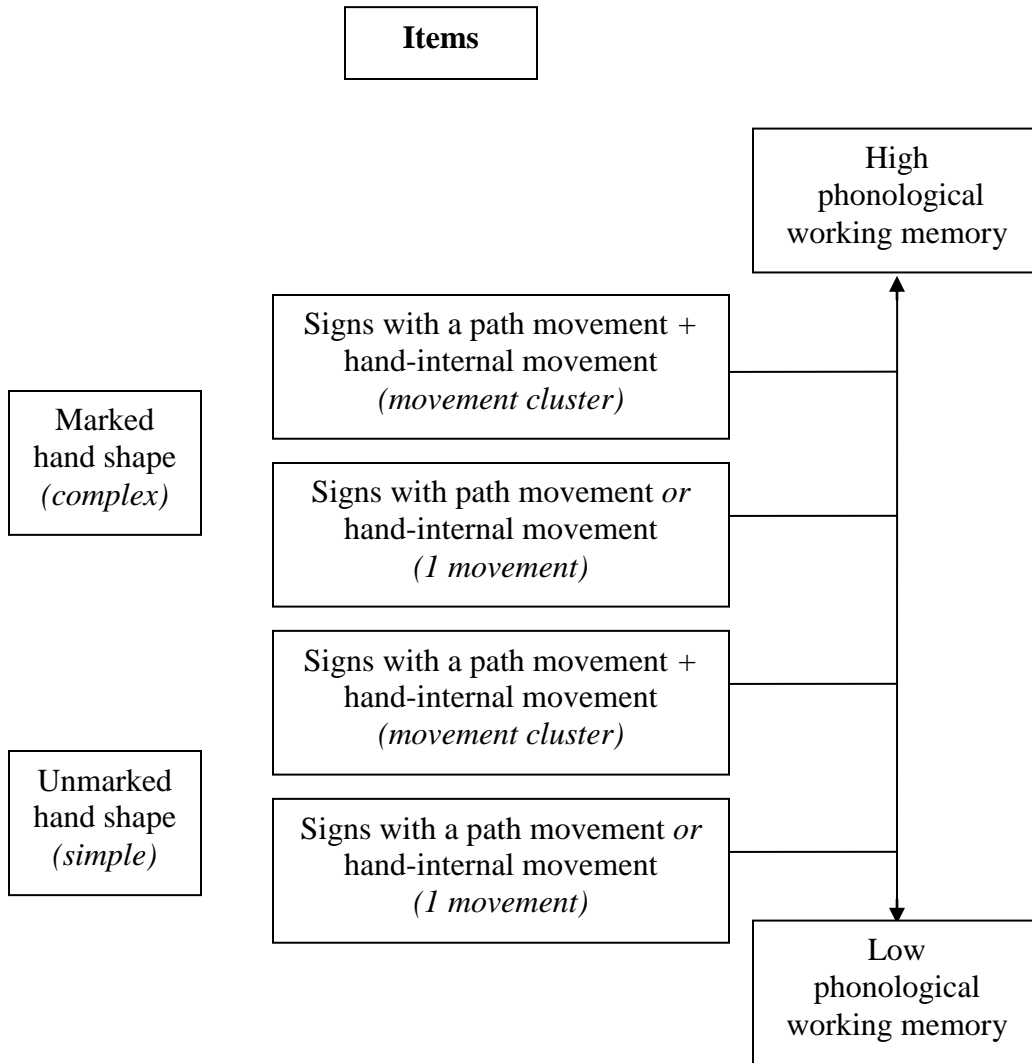 Items
High
phonological
working memory
Signs with a path movement +
hand-internal movement
(movement cluster)
Marked
hand shape
(complex)
Signs with path movement or
hand-internal movement
(1 movement)
Signs with a path movement +
hand-internal movement
(movement cluster)
Unmarked
hand shape
(simple)
Signs with a path movement or
hand-internal movement
(1 movement)
Low
phonological
working memory